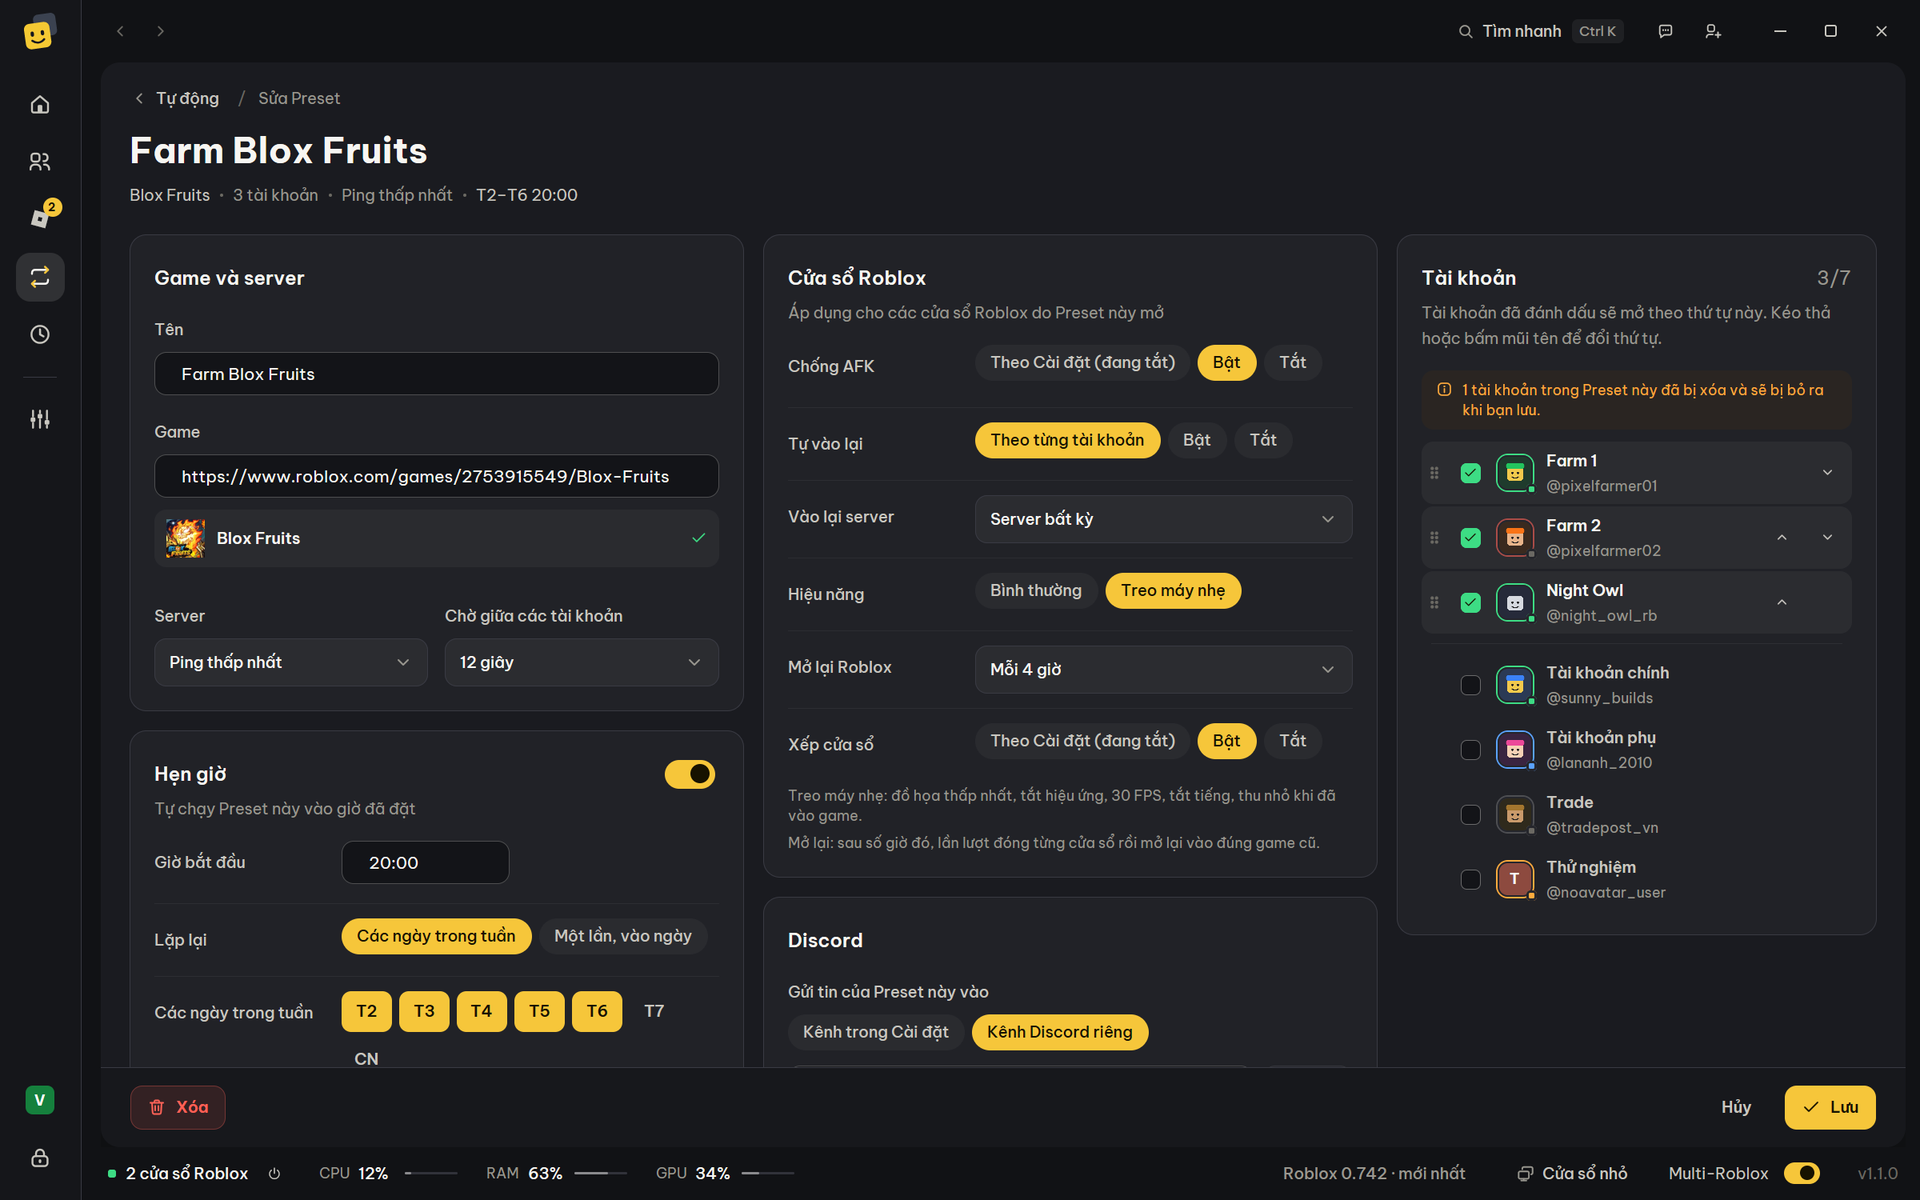 Tìm nhanh Ctrl K
Tự động / Sửa Preset
Farm Blox Fruits
Blox Fruits • 3 tài khoản • Ping thấp nhất • T2–T6 20:00
2
Game và server
Tên
Farm Blox Fruits
Game
https://www.roblox.com/games/2753915549/Blox-Fruits
Blox Fruits
Server
Chờ giữa các tài khoản
Ping thấp nhất
12 giây
Hẹn giờ
Tự chạy Preset này vào giờ đã đặt
Giờ bắt đầu
20:00
Lặp lại
Các ngày trong tuần
Một lần, vào ngày
Các ngày trong tuần
T2 T3 T4 T5 T6 T7
CN
Cửa sổ Roblox
Áp dụng cho các cửa sổ Roblox do Preset này mở
Chống AFK
Theo Cài đặt (đang tắt) Bật Tắt
Tự vào lại
Theo từng tài khoản Bật Tắt
Vào lại server
Server bất kỳ
Hiệu năng
Bình thường Treo máy nhẹ
Mở lại Roblox
Mỗi 4 giờ
Xếp cửa sổ
Theo Cài đặt (đang tắt) Bật Tắt
Treo máy nhẹ: đồ họa thấp nhất, tắt hiệu ứng, 30 FPS, tắt tiếng, thu nhỏ khi đã
vào game.
Mở lại: sau số giờ đó, lần lượt đóng từng cửa sổ rồi mở lại vào đúng game cũ.
Discord
Gửi tin của Preset này vào
Kênh trong Cài đặt Kênh Discord riêng
Tài khoản 3/7
Tài khoản đã đánh dấu sẽ mở theo thứ tự này. Kéo thả
hoặc bấm mũi tên để đổi thứ tự.
1 tài khoản trong Preset này đã bị xóa và sẽ bị bỏ ra
khi bạn lưu.
Farm 1
@pixelfarmer01
Farm 2
@pixelfarmer02
Night Owl
@night_owl_rb
Tài khoản chính
@sunny_builds
Tài khoản phụ
@lananh_2010
Trade
@tradepost_vn
T
Thử nghiệm
@noavatar_user
V
Xóa
Hủy
Lưu
2 cửa sổ Roblox CPU 12% RAM 63% GPU 34% Roblox 0.742 · mới nhất Cửa sổ nhỏ Multi-Roblox v1.1.0